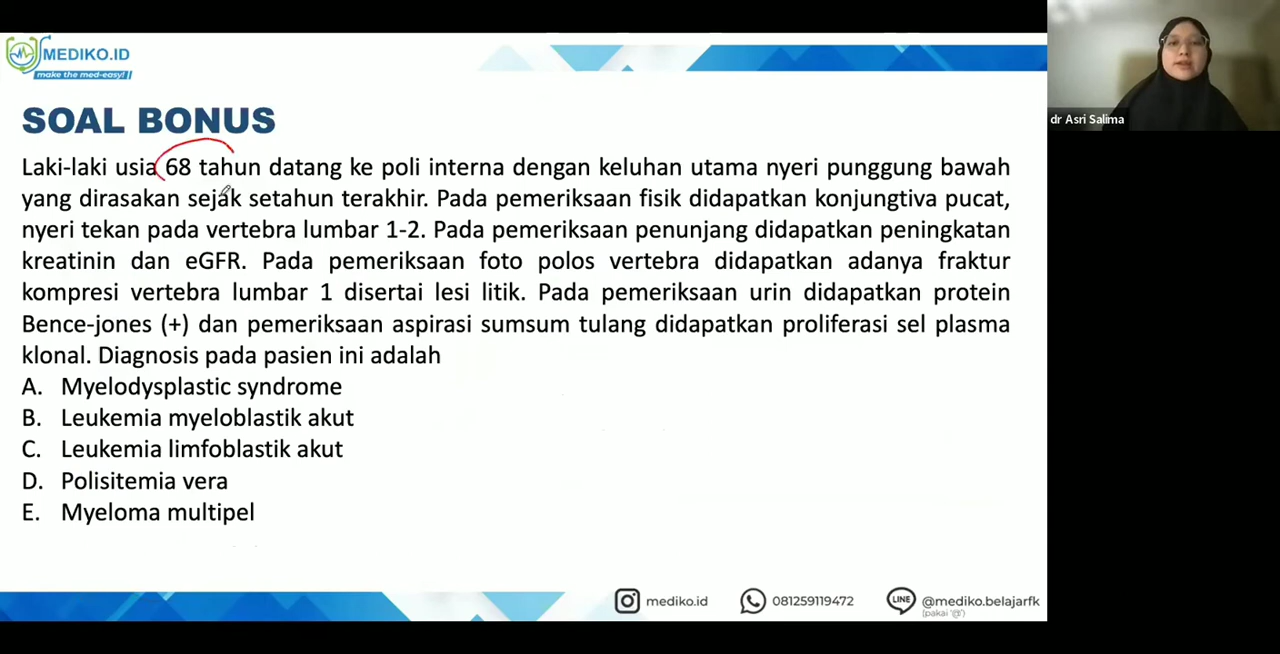 MEDIKO.ID
make the med-easy!
dr Asri Salima
SOAL BONUS
Laki-laki usia 68 tahun datang ke poli interna dengan keluhan utama nyeri punggung bawah
yang dirasakan sejak setahun terakhir. Pada pemeriksaan fisik didapatkan konjungtiva pucat,
nyeri tekan pada vertebra lumbar 1-2. Pada pemeriksaan penunjang didapatkan peningkatan
kreatinin dan eGFR. Pada pemeriksaan foto polos vertebra didapatkan adanya fraktur
kompresi vertebra lumbar 1 disertai lesi litik. Pada pemeriksaan urin didapatkan protein
Bence-jones (+) dan pemeriksaan aspirasi sumsum tulang didapatkan proliferasi sel plasma
klonal. Diagnosis pada pasien ini adalah
A. Myelodysplastic syndrome
B. Leukemia myeloblastik akut
C. Leukemia limfoblastik akut
D. Polisitemia vera
E. Myeloma multipel
mediko.id
081259119472
LINE
@mediko.belajarfk
(pakai '@')